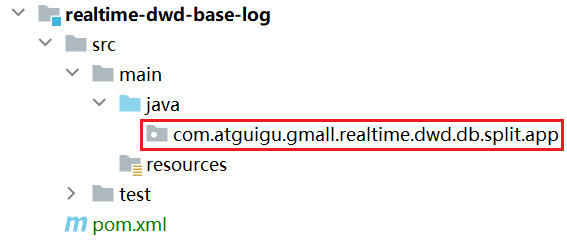 realtime-dwd-base-log
src
main
java
com.atguigu.gmall.realtime.dwd.db.split.app
resources
test
pom.xml